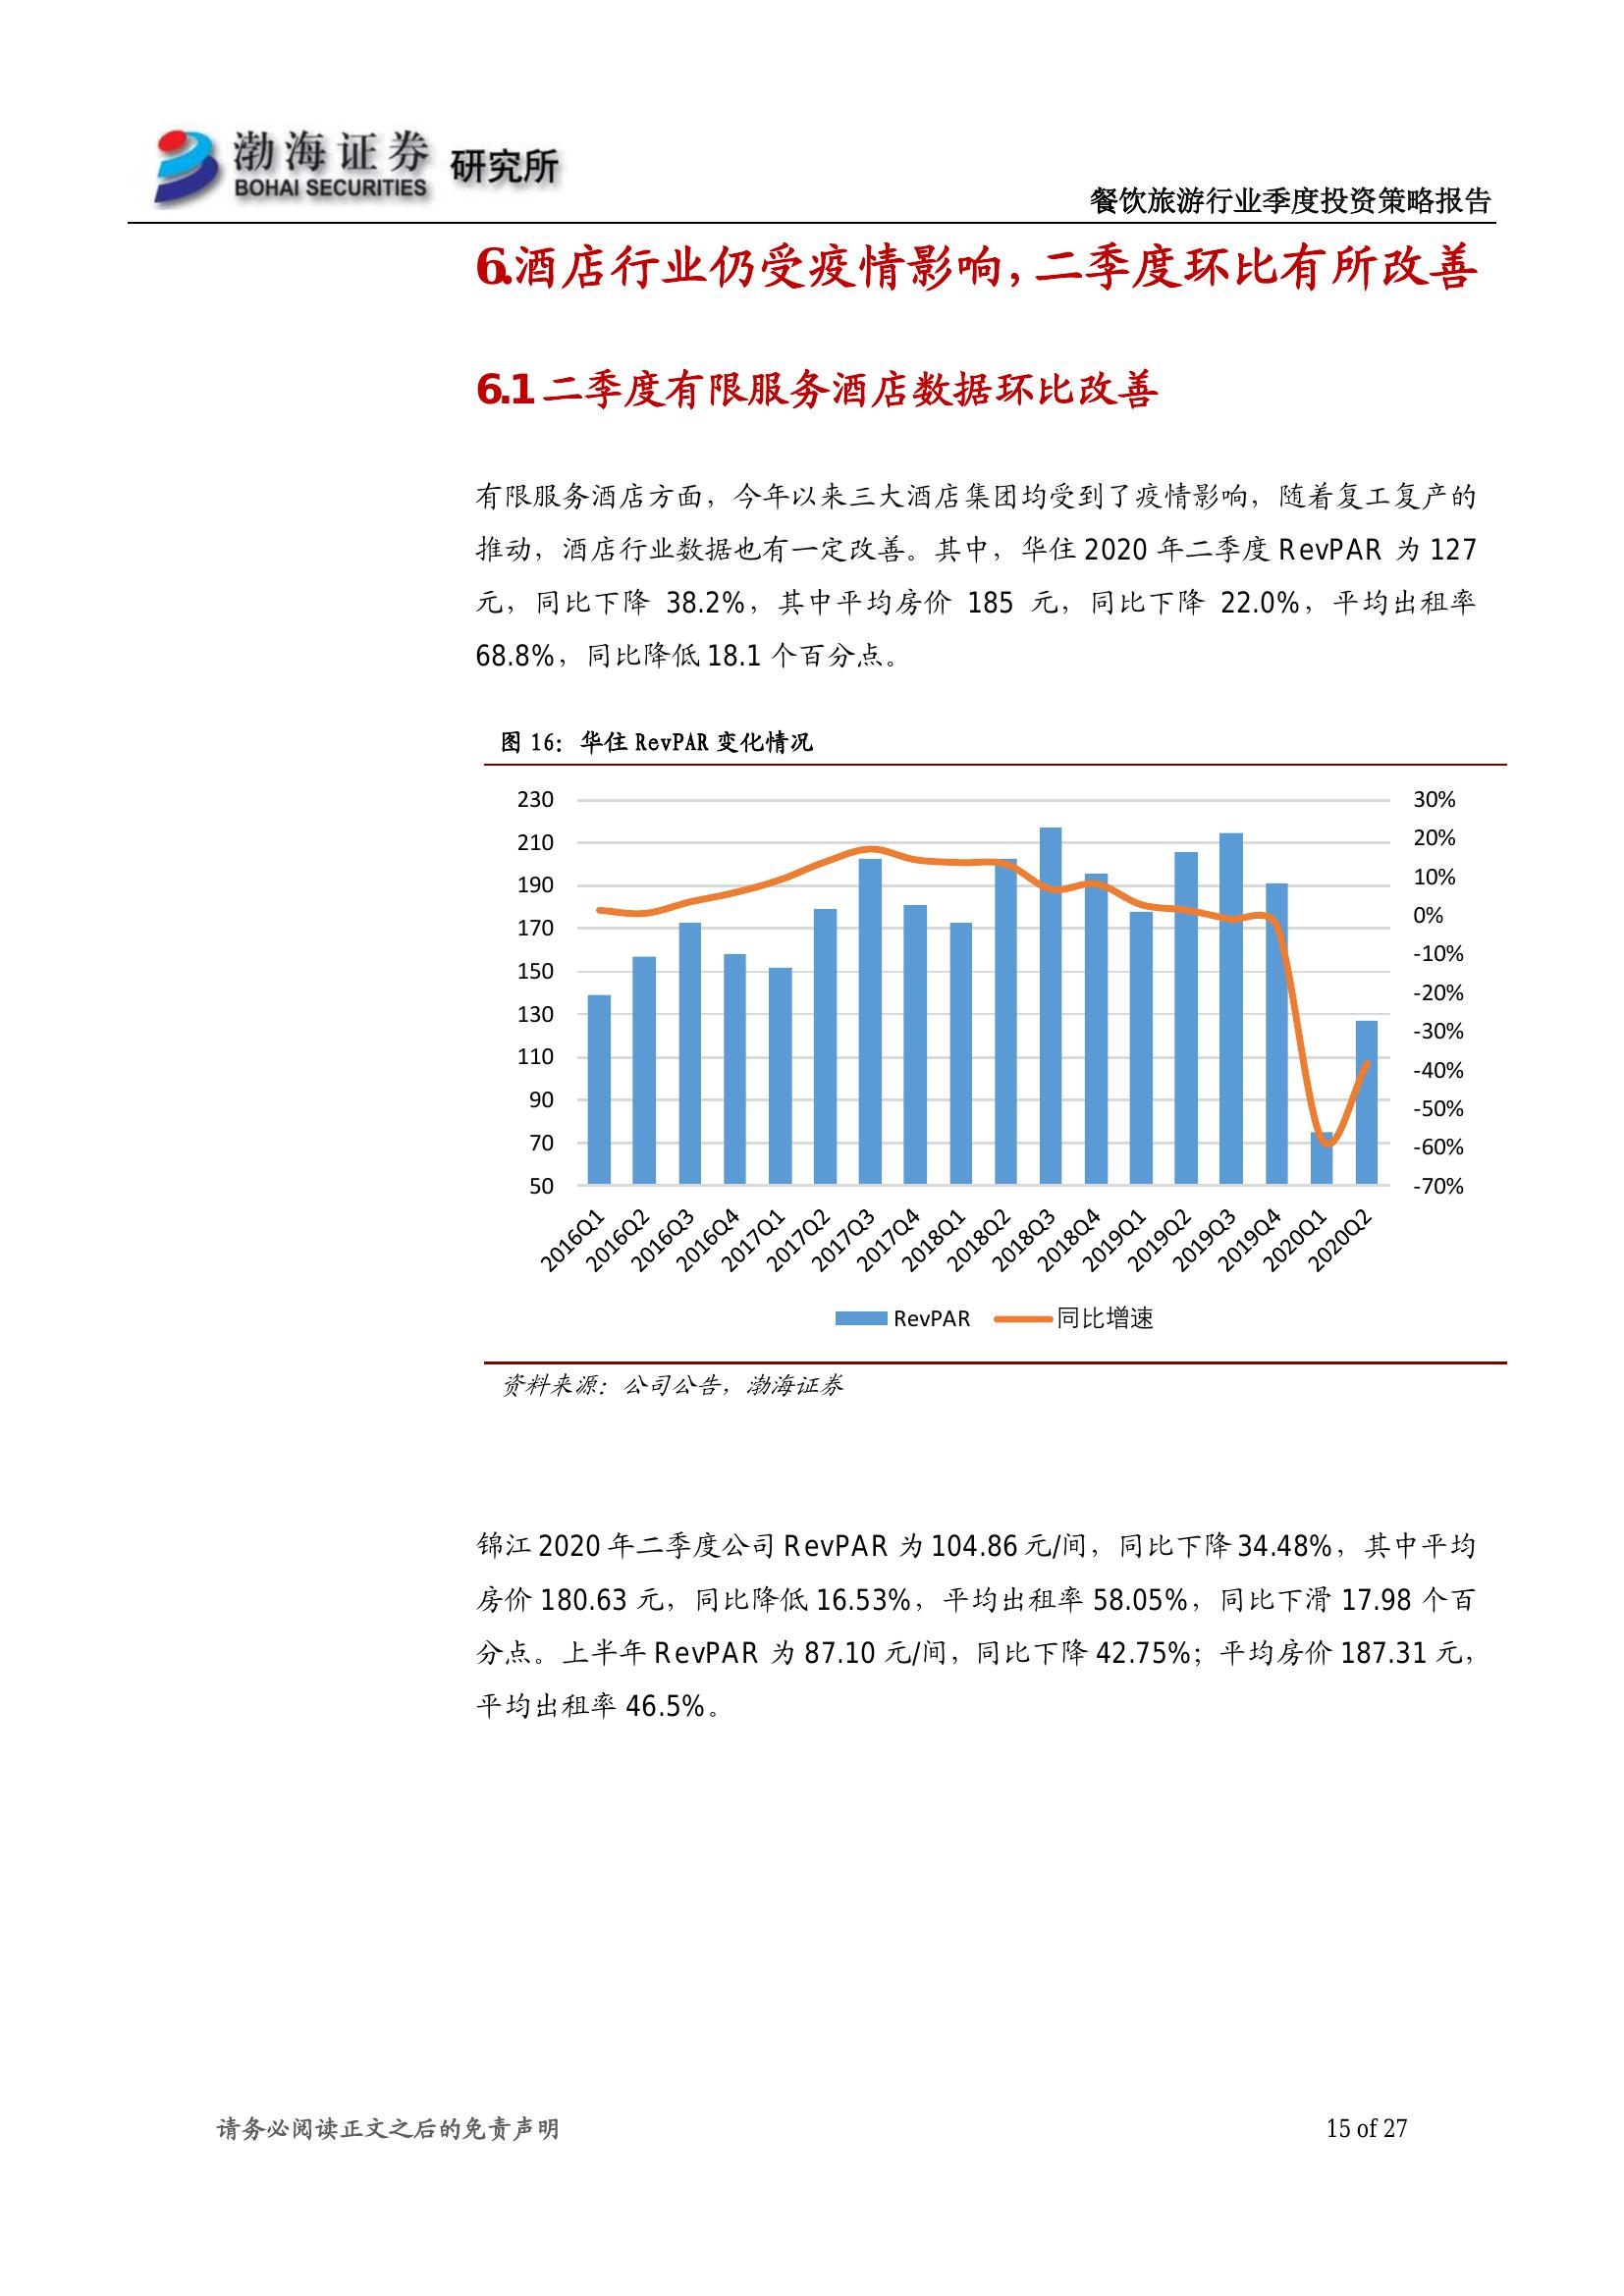 渤海证券 研究所
BOHAI SECURITIES
餐饮旅游行业季度投资策略报告
6.酒店行业仍受疫情影响，二季度环比有所改善
6.1 二季度有限服务酒店数据环比改善
有限服务酒店方面，今年以来三大酒店集团均受到了疫情影响，随着复工复产的
推动，酒店行业数据也有一定改善。其中，华住 2020 年二季度 RevPAR 为 127
元，同比下降 38.2%，其中平均房价 185 元，同比下降 22.0%，平均出租率
68.8%，同比降低 18.1 个百分点。
图 16：华住 RevPAR 变化情况
230
210
190
170
150
130
110
90
70
50
30%
20%
10%
0%
-10%
-20%
-30%
-40%
-50%
-60%
-70%
2016Q1
2016Q2
2016Q3
2016Q4
2017Q1
2017Q2
2017Q3
2017Q4
2018Q1
2018Q2
2018Q3
2018Q4
2019Q1
2019Q2
2019Q3
2019Q4
2020Q1
2020Q2
RevPAR 同比增速
资料来源：公司公告，渤海证券
锦江 2020 年二季度公司 RevPAR 为 104.86 元/间，同比下降 34.48%，其中平均
房价 180.63 元，同比降低 16.53%，平均出租率 58.05%，同比下滑 17.98 个百
分点。上半年 RevPAR 为 87.10 元/间，同比下降 42.75%；平均房价 187.31 元，
平均出租率 46.5%。
请务必阅读正文之后的免责声明
15 of 27